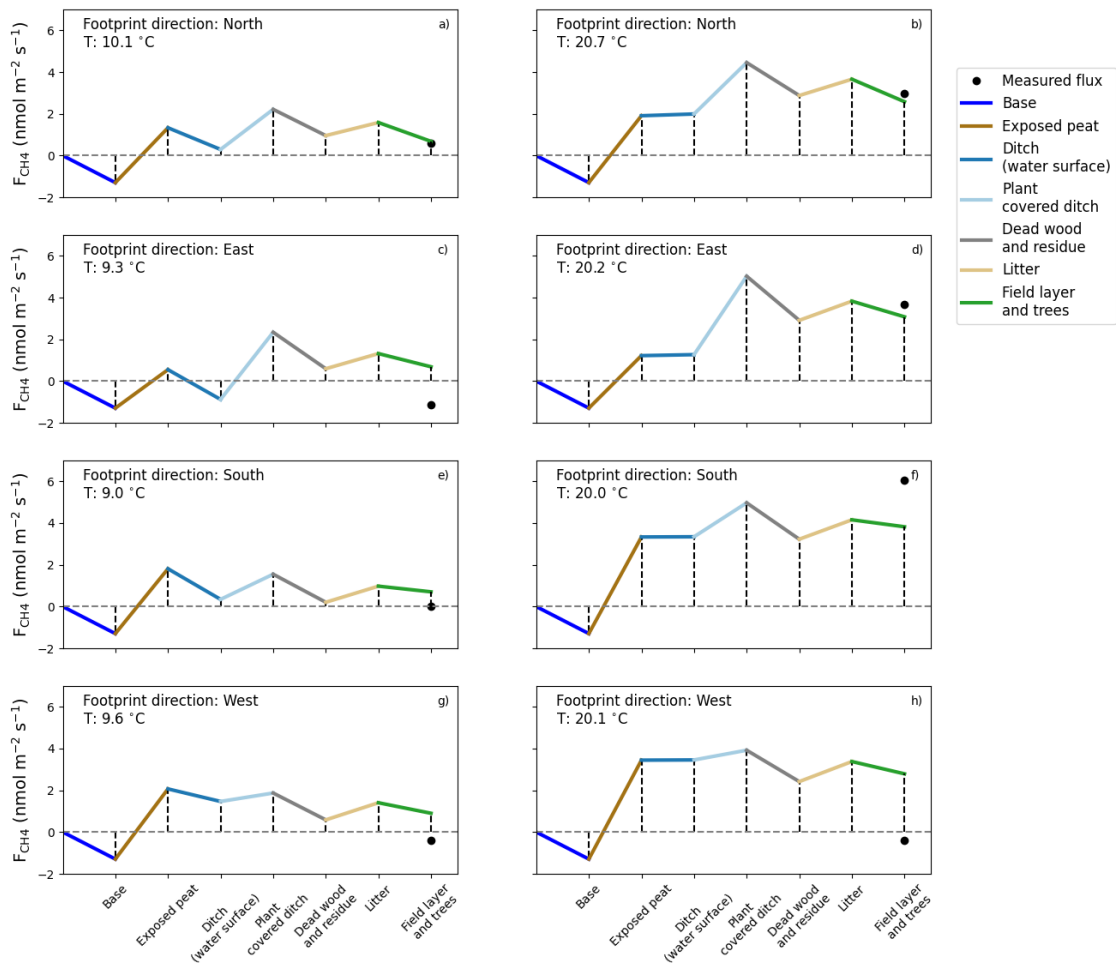 Footprint direction: North
T: 10.1 °C
a)
F_CH4 (nmol m⁻² s⁻¹)
6
4
2
0
−2
Footprint direction: North
T: 20.7 °C
b)
Measured flux
Base
Exposed peat
Ditch
(water surface)
Plant
covered ditch
Dead wood
and residue
Litter
Field layer
and trees
Footprint direction: East
T: 9.3 °C
c)
F_CH4 (nmol m⁻² s⁻¹)
6
4
2
0
−2
Footprint direction: East
T: 20.2 °C
d)
Footprint direction: South
T: 9.0 °C
e)
F_CH4 (nmol m⁻² s⁻¹)
6
4
2
0
−2
Footprint direction: South
T: 20.0 °C
f)
Footprint direction: West
T: 9.6 °C
g)
F_CH4 (nmol m⁻² s⁻¹)
6
4
2
0
−2
Footprint direction: West
T: 20.1 °C
h)
Base
Exposed peat
Ditch
(water surface)
Plant
covered ditch
Dead wood
and residue
Litter
Field layer
and trees
Base
Exposed peat
Ditch
(water surface)
Plant
covered ditch
Dead wood
and residue
Litter
Field layer
and trees